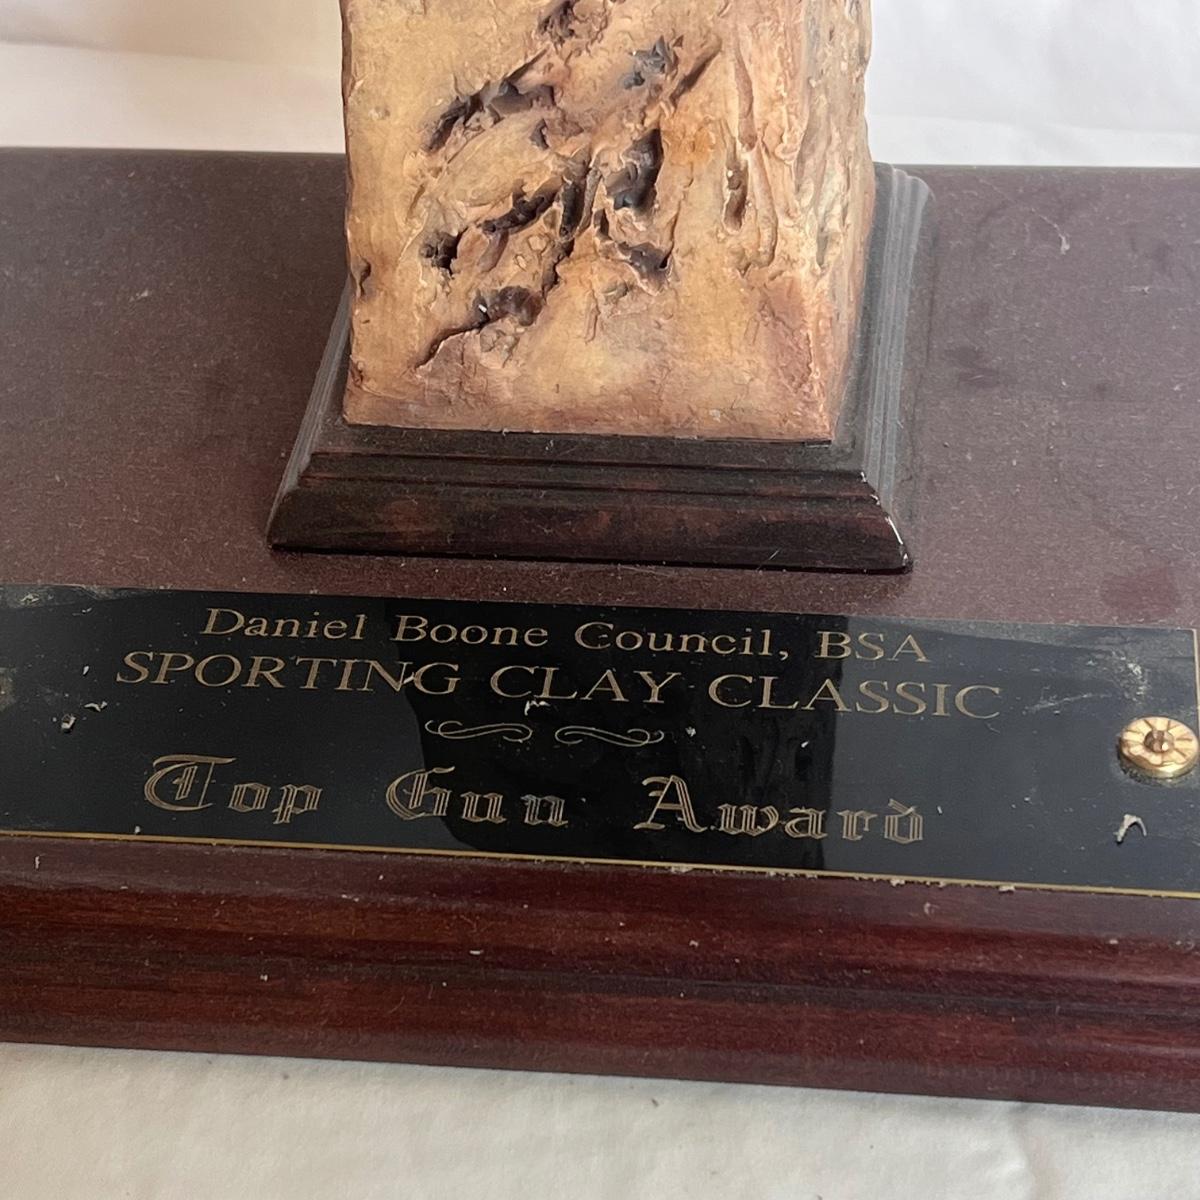 Daniel Boone Council, BSA
SPORTING CLAY CLASSIC
Top Gun Award